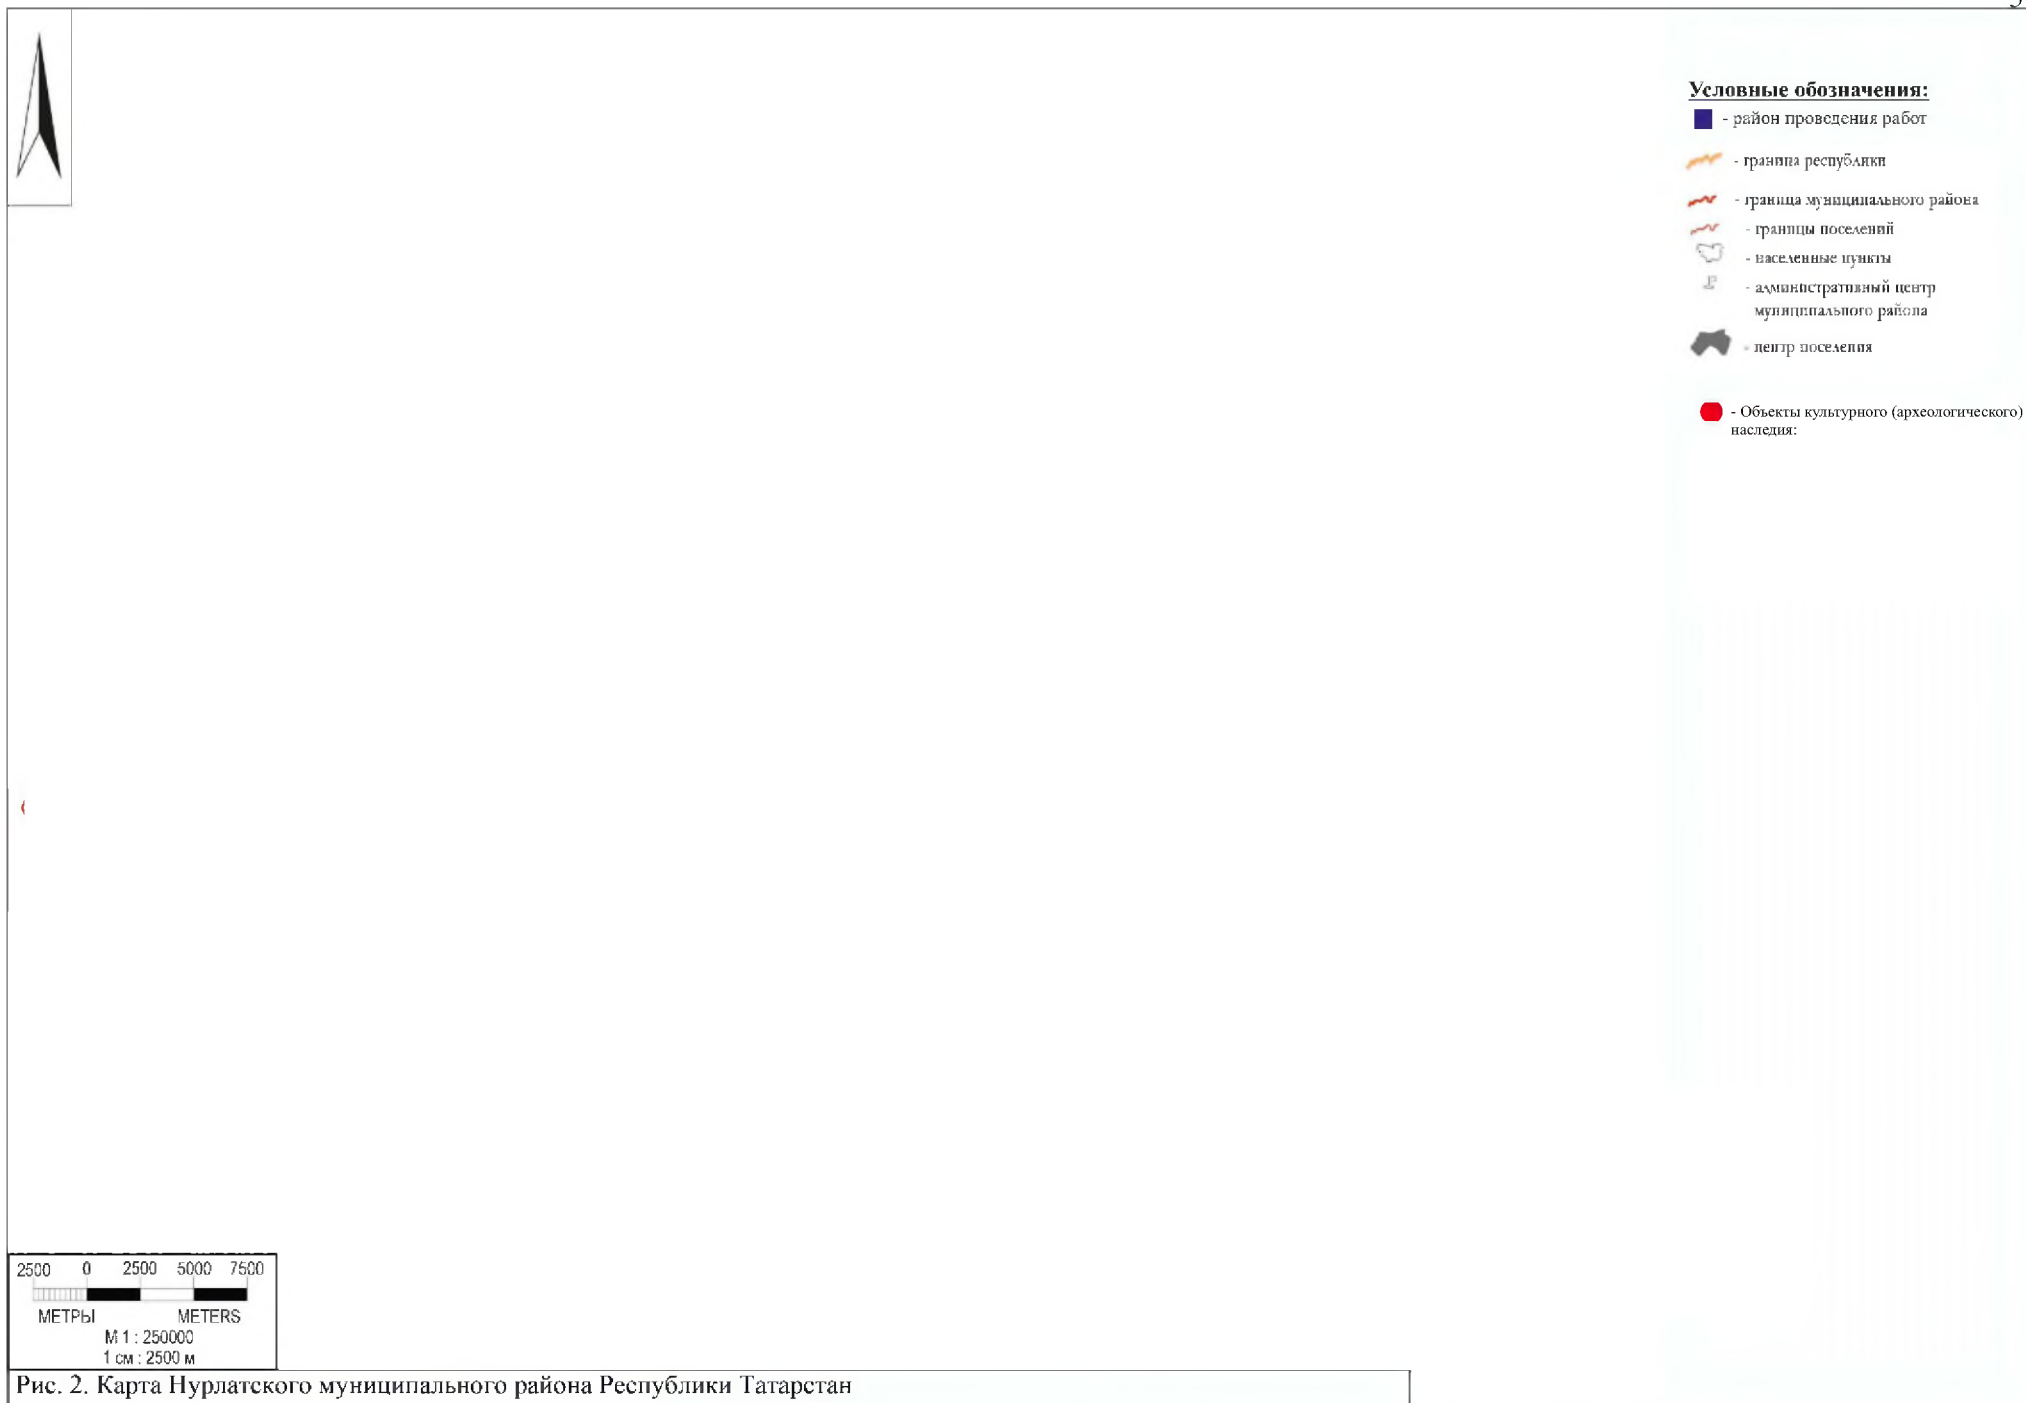 Условные обозначения:
- район проведения работ
- граница республики
- граница муниципального района
- границы поселений
- населенные пункты
- административный центр
муниципального района
- центр поселения
- Объекты культурного (археологического)
наследия:
2500 0 2500 5000 7500
МЕТРЫ METERS
М 1 : 250000
1 см : 2500 м
Рис. 2. Карта Нурлатского муниципального района Республики Татарстан